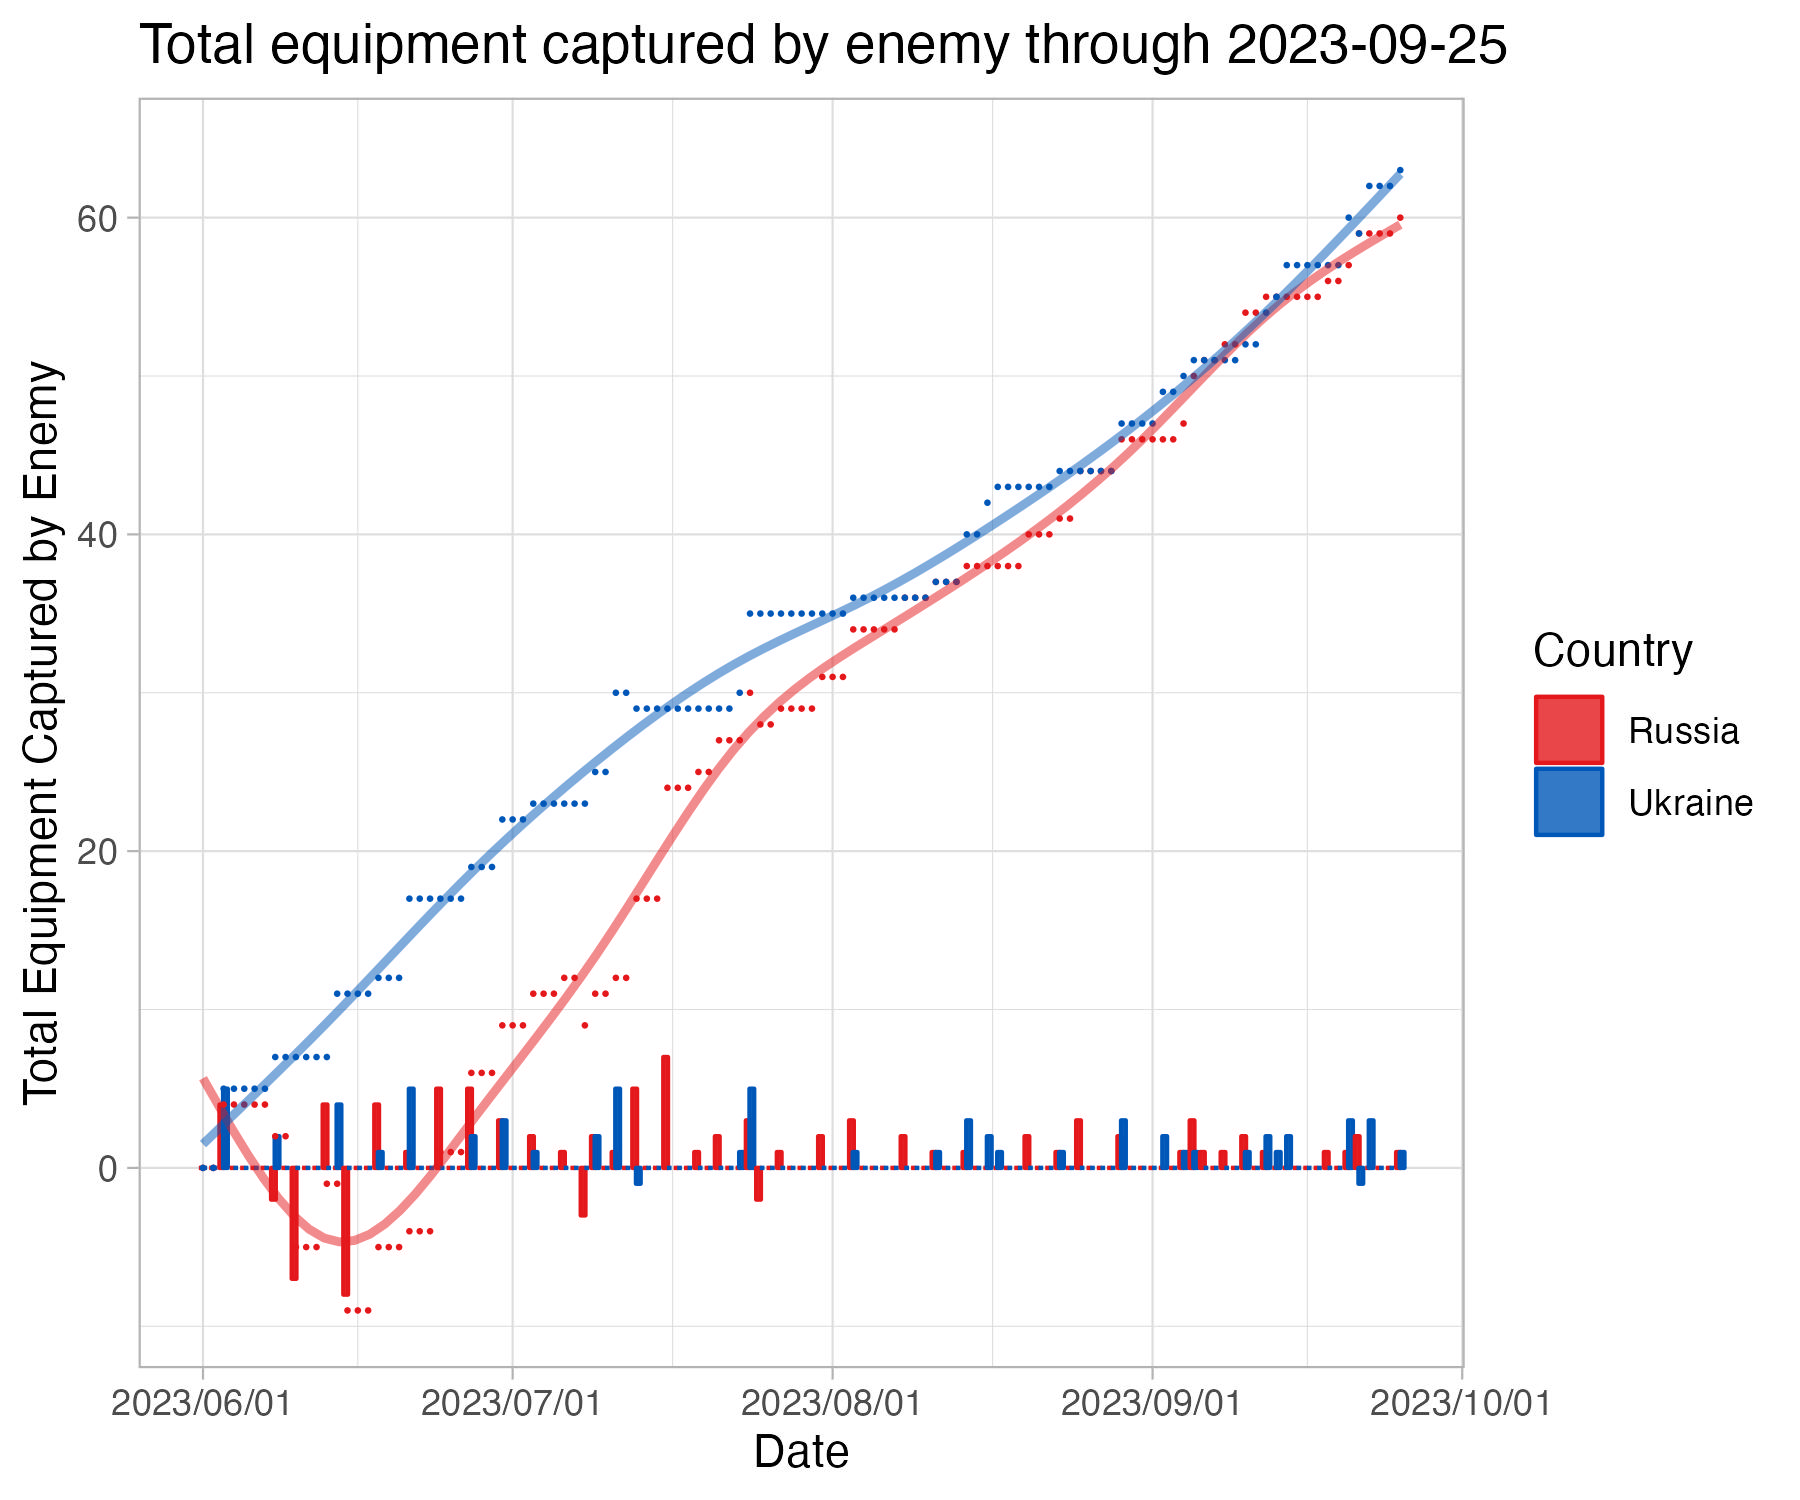 Total equipment captured by enemy through 2023-09-25
Total Equipment Captured by Enemy
60
40
20
0
2023/06/01
2023/07/01
2023/08/01
2023/09/01
2023/10/01
Date
Country
Russia
Ukraine